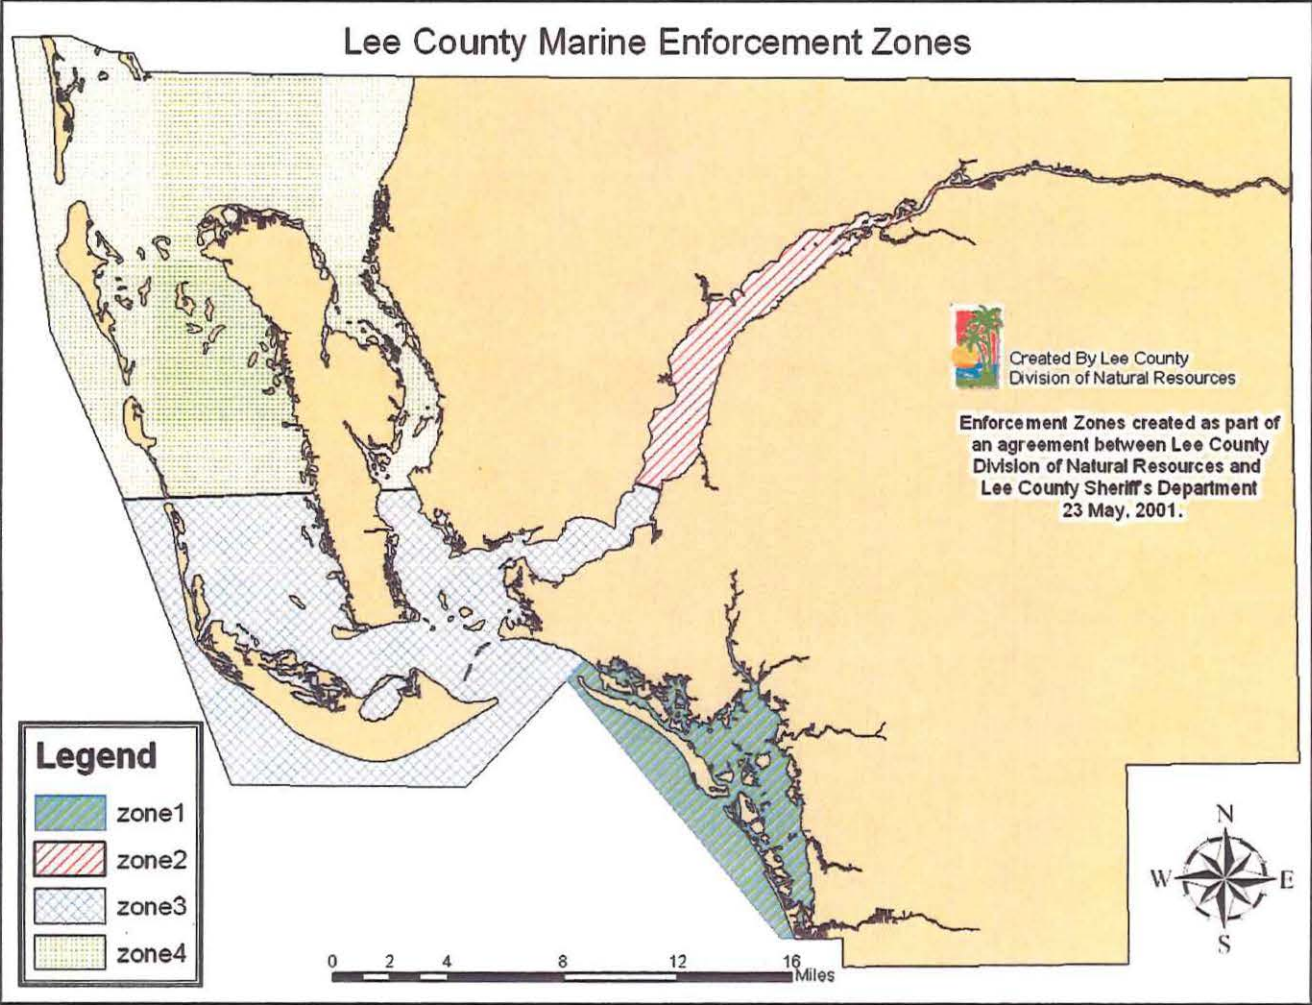 Lee County Marine Enforcement Zones
Created By Lee County
Division of Natural Resources
Enforcement Zones created as part of
an agreement between Lee County
Division of Natural Resources and
Lee County Sheriff's Department
23 May, 2001.
Legend
zone1
zone2
zone3
zone4
0 2 4 8 12 16
Miles
N
W E
S